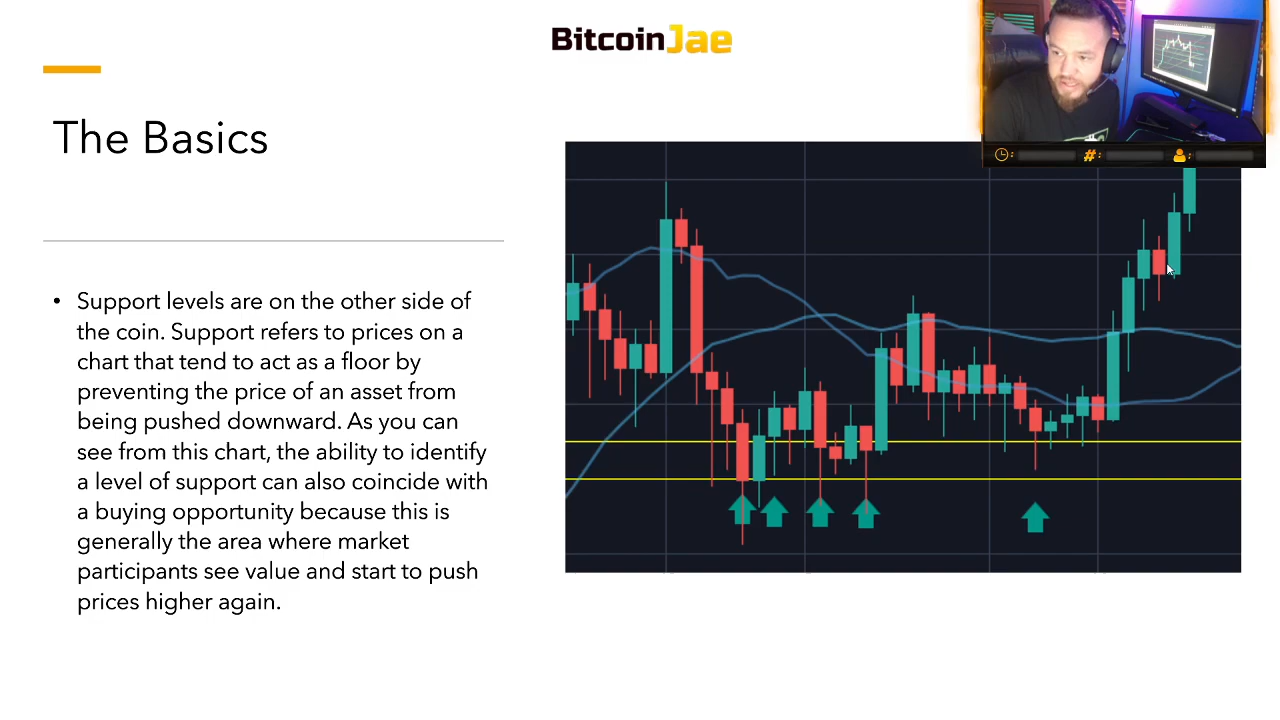 BitcoinJae
The Basics
• Support levels are on the other side of
the coin. Support refers to prices on a
chart that tend to act as a floor by
preventing the price of an asset from
being pushed downward. As you can
see from this chart, the ability to identify
a level of support can also coincide with
a buying opportunity because this is
generally the area where market
participants see value and start to push
prices higher again.
: #: :